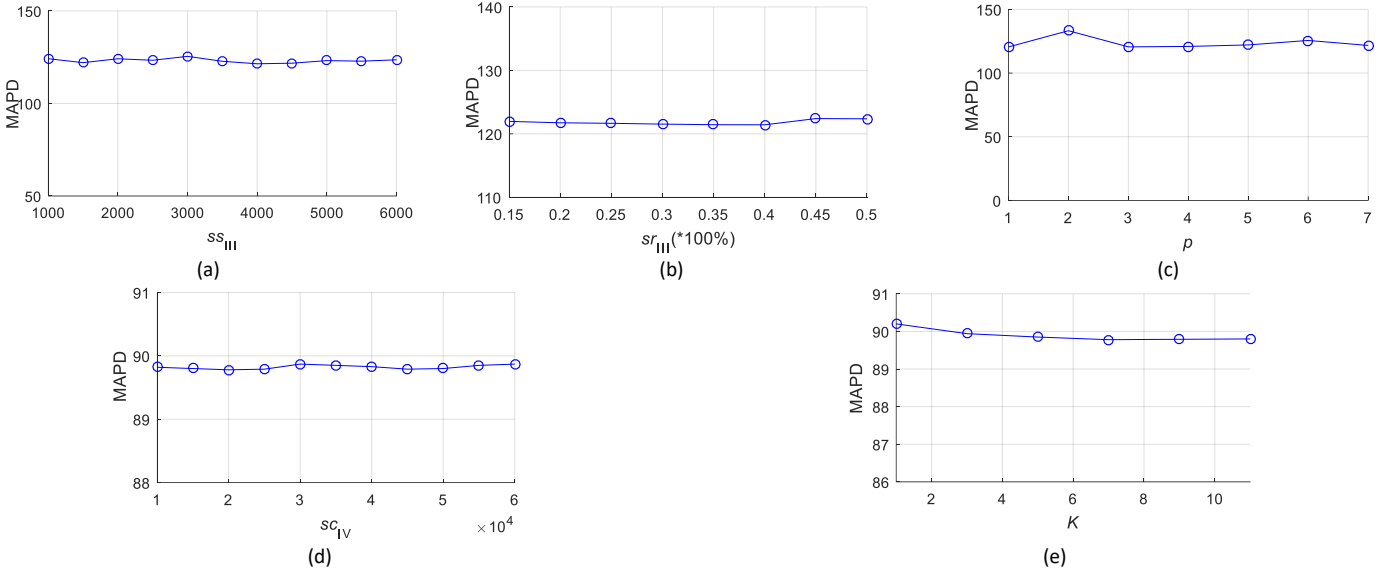 150
100
50
MAPD
1000 2000 3000 4000 5000 6000
ss_III
(a)
140
130
120
110
MAPD
0.15 0.2 0.25 0.3 0.35 0.4 0.45 0.5
sr_III(*100%)
(b)
150
100
50
0
MAPD
1 2 3 4 5 6 7
p
(c)
91
90
89
88
MAPD
1 2 3 4 5 6
sc_IV
×10^4
(d)
91
90
89
88
87
86
MAPD
2 4 6 8 10
K
(e)